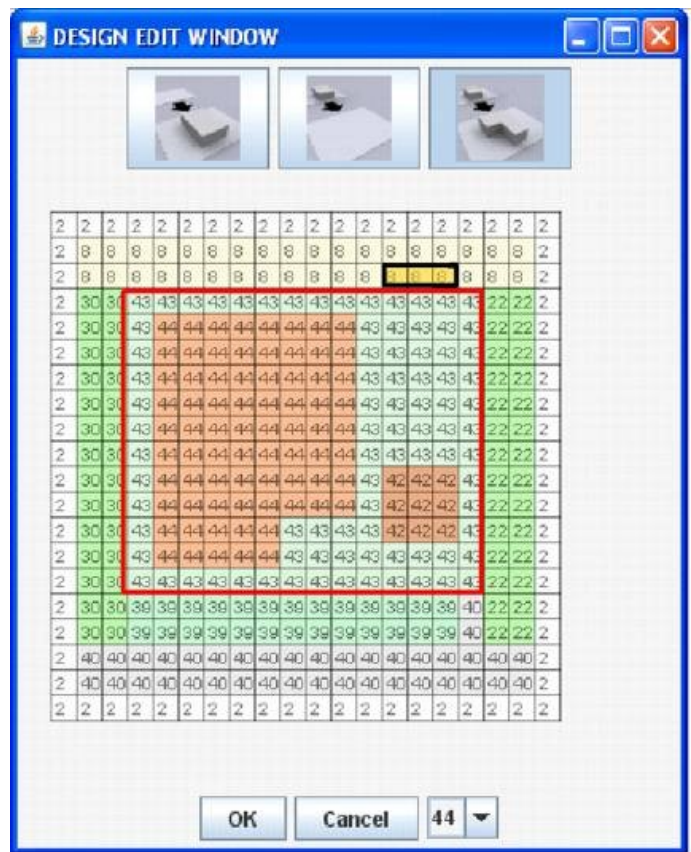 DESIGN EDIT WINDOW
2 2 2 2 2 2 2 2 2 2 2 2 2 2 2 2 2 2 2 2
2 8 8 8 8 8 8 8 8 8 8 8 8 8 8 8 8 8 8 2
2 8 8 8 8 8 8 8 8 8 8 8 8 8 8 8 8 8 8 2
2 30 30 43 43 43 43 43 43 43 43 43 43 43 43 43 43 22 22 2
2 30 30 43 44 44 44 44 44 44 44 44 43 43 43 43 43 22 22 2
2 30 30 43 44 44 44 44 44 44 44 44 43 43 43 43 43 22 22 2
2 30 30 43 44 44 44 44 44 44 44 44 43 43 43 43 43 22 22 2
2 30 30 43 44 44 44 44 44 44 44 44 43 43 43 43 43 22 22 2
2 30 30 43 44 44 44 44 44 44 44 44 43 43 43 43 43 22 22 2
2 30 30 43 44 44 44 44 44 44 44 44 43 43 43 43 43 22 22 2
2 30 30 43 44 44 44 44 44 44 44 44 43 42 42 42 43 22 22 2
2 30 30 43 44 44 44 44 44 44 44 44 43 42 42 42 43 22 22 2
2 30 30 43 44 44 44 44 44 43 43 43 43 42 42 42 43 22 22 2
2 30 30 43 44 44 44 44 44 43 43 43 43 43 43 43 43 22 22 2
2 30 30 43 43 43 43 43 43 43 43 43 43 43 43 43 43 22 22 2
2 30 30 39 39 39 39 39 39 39 39 39 39 39 39 39 40 22 22 2
2 30 30 39 39 39 39 39 39 39 39 39 39 39 39 39 40 22 22 2
2 40 40 40 40 40 40 40 40 40 40 40 40 40 40 40 40 40 40 2
2 40 40 40 40 40 40 40 40 40 40 40 40 40 40 40 40 40 40 2
2 2 2 2 2 2 2 2 2 2 2 2 2 2 2 2 2 2 2 2
OK Cancel 44